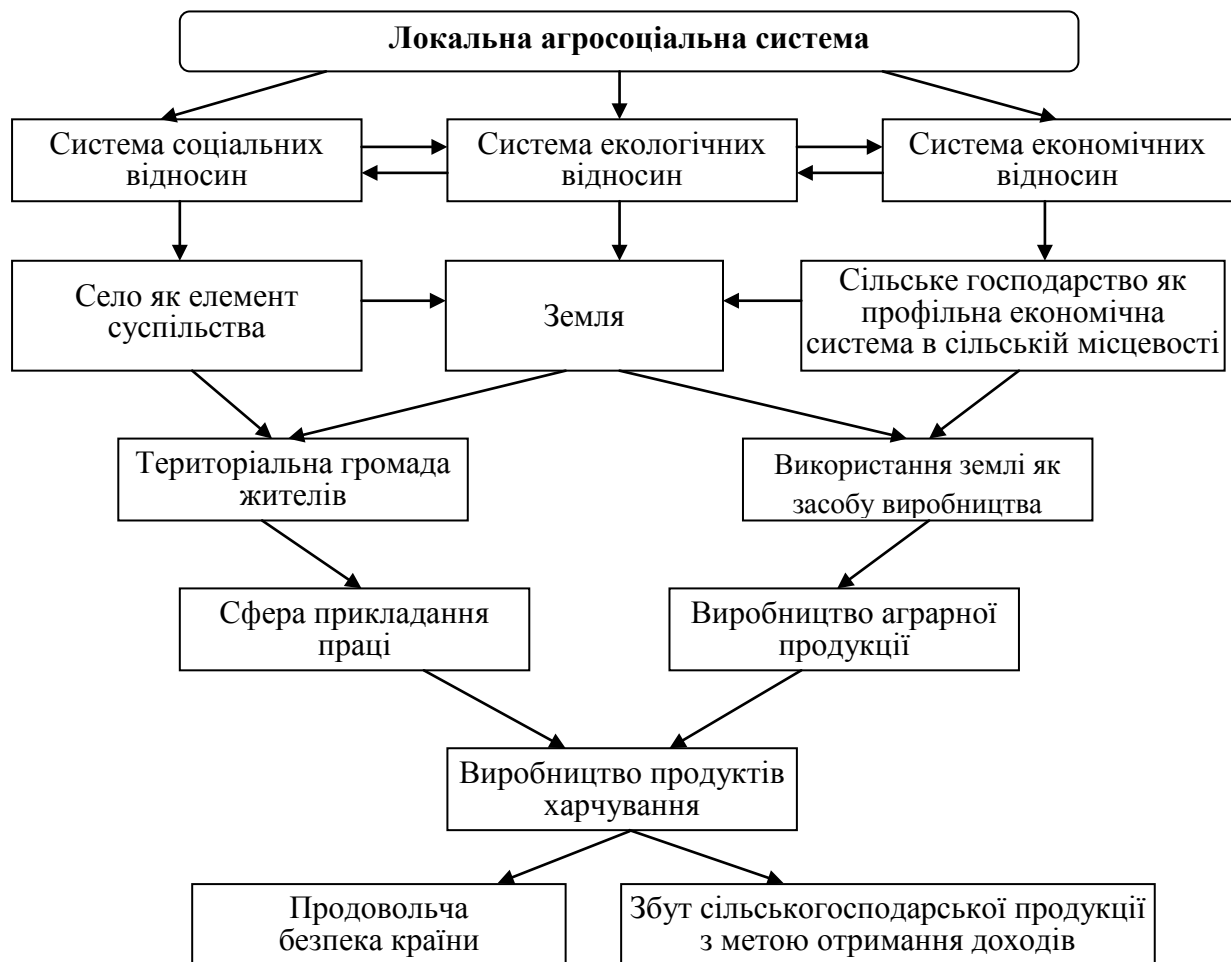 Локальна агросоціальна система
Система соціальних
відносин
Система екологічних
відносин
Система економічних
відносин
Село як елемент
суспільства
Земля
Сільське господарство як
профільна економічна
система в сільській місцевості
Територіальна громада
жителів
Використання землі як
засобу виробництва
Сфера прикладання
праці
Виробництво аграрної
продукції
Виробництво продуктів
харчування
Продовольча
безпека країни
Збут сільськогосподарської продукції
з метою отримання доходів